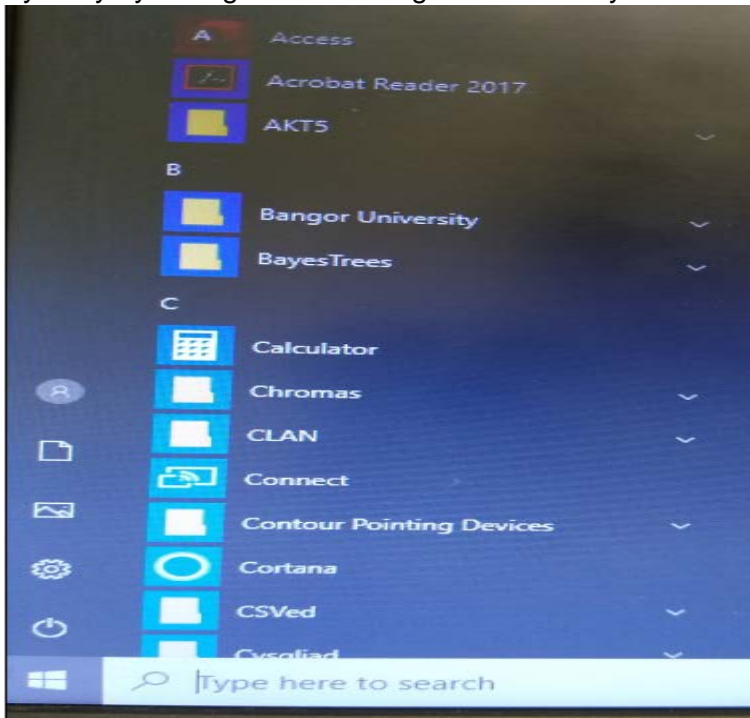 A Access
Acrobat Reader 2017
AKT5
B
Bangor University
BayesTrees
C
Calculator
Chromas
CLAN
Connect
Contour Pointing Devices
Cortana
CSVed
Cysgliad
Type here to search